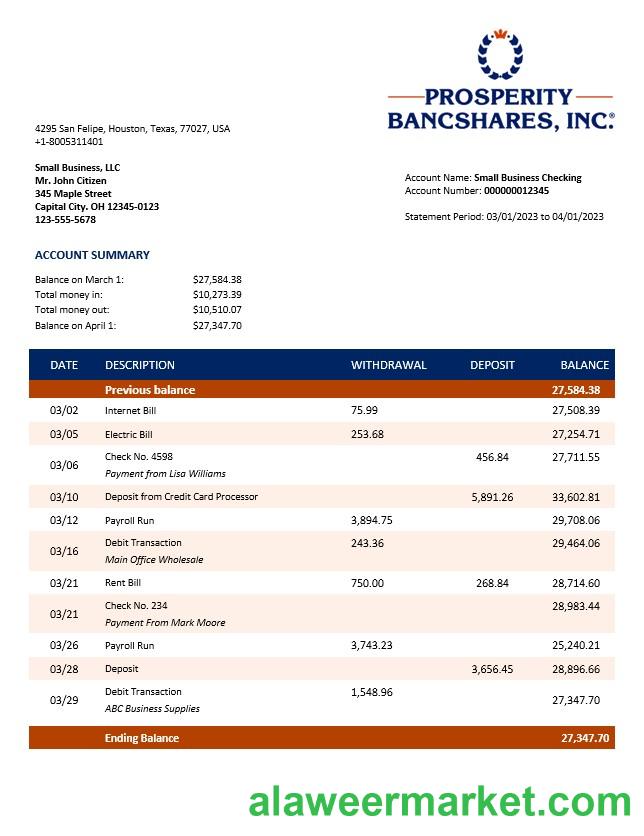 PROSPERITY
BANCSHARES, INC.®
4295 San Felipe, Houston, Texas, 77027, USA
+1-8005311401
Small Business, LLC
Mr. John Citizen
345 Maple Street
Capital City. OH 12345-0123
123-555-5678
Account Name: Small Business Checking
Account Number: 000000012345
Statement Period: 03/01/2023 to 04/01/2023
ACCOUNT SUMMARY
Balance on March 1: $27,584.38
Total money in: $10,273.39
Total money out: $10,510.07
Balance on April 1: $27,347.70
DATE DESCRIPTION WITHDRAWAL DEPOSIT BALANCE
Previous balance 27,584.38
03/02 Internet Bill 75.99 27,508.39
03/05 Electric Bill 253.68 27,254.71
03/06 Check No. 4598 456.84 27,711.55
Payment from Lisa Williams
03/10 Deposit from Credit Card Processor 5,891.26 33,602.81
03/12 Payroll Run 3,894.75 29,708.06
03/16 Debit Transaction 243.36 29,464.06
Main Office Wholesale
03/21 Rent Bill 750.00 268.84 28,714.60
03/21 Check No. 234 28,983.44
Payment From Mark Moore
03/26 Payroll Run 3,743.23 25,240.21
03/28 Deposit 3,656.45 28,896.66
03/29 Debit Transaction 1,548.96 27,347.70
ABC Business Supplies
Ending Balance 27,347.70
alaweermarket.com